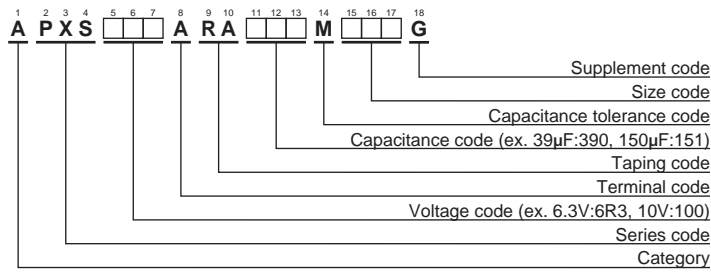 1 2 3 4 5 6 7 8 9 10 11 12 13 14 15 16 17 18
A PXS A RA M G
Supplement code
Size code
Capacitance tolerance code
Capacitance code (ex. 39µF:390, 150µF:151)
Taping code
Terminal code
Voltage code (ex. 6.3V:6R3, 10V:100)
Series code
Category